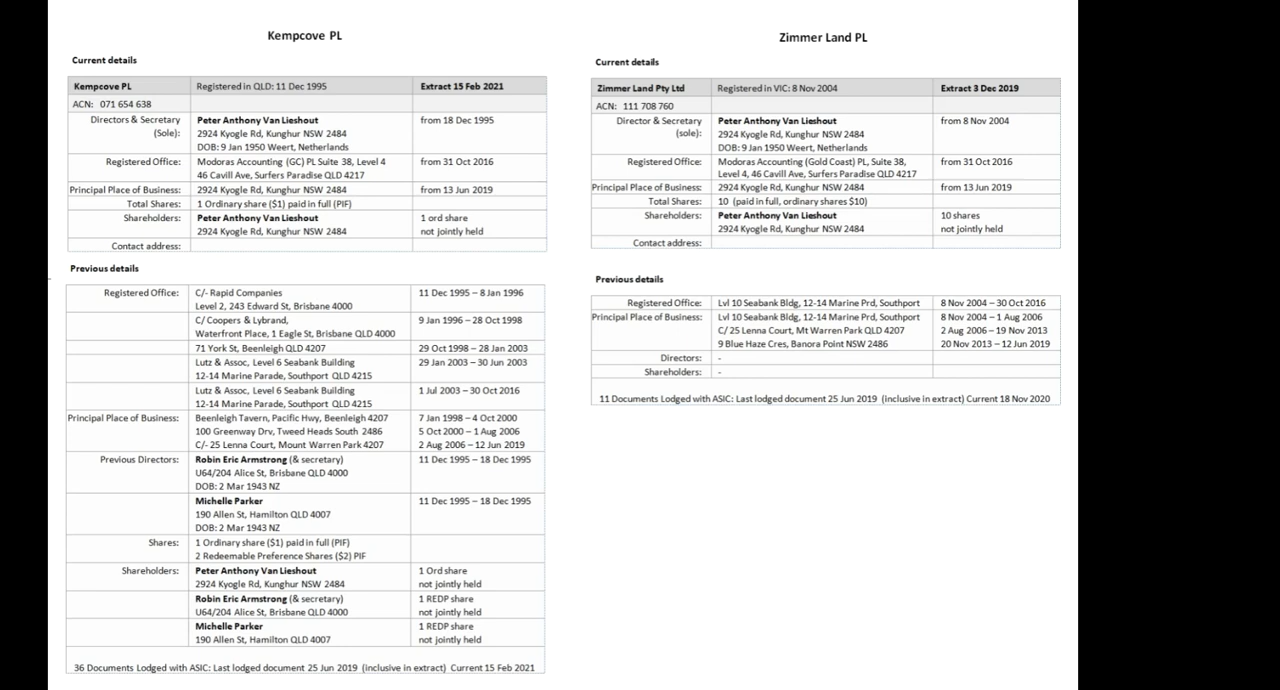 Kempcove PL
Current details
Kempcove PL Registered in QLD: 11 Dec 1995 Extract 15 Feb 2021
ACN: 071 654 638
Directors & Secretary Peter Anthony Van Lieshout from 18 Dec 1995
(sole): 2924 Kyogle Rd, Kunghur NSW 2484
DOB: 9 Jan 1950 Weert, Netherlands
Registered Office: Modoras Accounting (GC) PL Suite 38, Level 4 from 31 Oct 2016
46 Cavill Ave, Surfers Paradise QLD 4217
Principal Place of Business: 2924 Kyogle Rd, Kunghur NSW 2484 from 13 Jun 2019
Total Shares: 1 Ordinary share ($1) paid in full (PIF)
Shareholders: Peter Anthony Van Lieshout 1 ord share
2924 Kyogle Rd, Kunghur NSW 2484 not jointly held
Contact address:
Previous details
Registered Office: C/- Rapid Companies 11 Dec 1995 – 8 Jan 1996
Level 2, 243 Edward St, Brisbane 4000
C/ Coopers & Lybrand, 9 Jan 1996 – 28 Oct 1998
Waterfront Place, 1 Eagle St, Brisbane QLD 4000
71 York St, Beenleigh QLD 4207 29 Oct 1998 – 28 Jan 2003
Lutz & Assoc, Level 6 Seabank Building 29 Jan 2003 – 30 Jun 2003
12-14 Marine Parade, Southport QLD 4215
Lutz & Assoc, Level 6 Seabank Building 1 Jul 2003 – 30 Oct 2016
12-14 Marine Parade, Southport QLD 4215
Principal Place of Business: Beenleigh Tavern, Pacific Hwy, Beenleigh 4207 7 Jan 1998 – 4 Oct 2000
100 Greenway Drv, Tweed Heads South 2486 5 Oct 2000 – 1 Aug 2006
C/- 25 Lenna Court, Mount Warren Park 4207 2 Aug 2006 – 12 Jun 2019
Previous Directors: Robin Eric Armstrong (& secretary) 11 Dec 1995 – 18 Dec 1995
U64/204 Alice St, Brisbane QLD 4000
DOB: 2 Mar 1943 NZ
Michelle Parker 11 Dec 1995 – 18 Dec 1995
190 Allen St, Hamilton QLD 4007
DOB: 2 Mar 1943 NZ
Shares: 1 Ordinary share ($1) paid in full (PIF)
2 Redeemable Preference Shares ($2) PIF
Shareholders: Peter Anthony Van Lieshout 1 Ord share
2924 Kyogle Rd, Kunghur NSW 2484 not jointly held
Robin Eric Armstrong (& secretary) 1 REDP share
U64/204 Alice St, Brisbane QLD 4000 not jointly held
Michelle Parker 1 REDP share
190 Allen St, Hamilton QLD 4007 not jointly held
36 Documents Lodged with ASIC: Last lodged document 25 Jun 2019 (inclusive in extract) Current 15 Feb 2021
Zimmer Land PL
Current details
Zimmer Land Pty Ltd Registered in VIC: 8 Nov 2004 Extract 3 Dec 2019
ACN: 111 708 760
Director & Secretary Peter Anthony Van Lieshout from 8 Nov 2004
(sole): 2924 Kyogle Rd, Kunghur NSW 2484
DOB: 9 Jan 1950 Weert, Netherlands
Registered Office: Modoras Accounting (Gold Coast) PL, Suite 38, from 31 Oct 2016
Level 4, 46 Cavill Ave, Surfers Paradise QLD 4217
Principal Place of Business: 2924 Kyogle Rd, Kunghur NSW 2484 from 13 Jun 2019
Total Shares: 10 (paid in full, ordinary shares $10)
Shareholders: Peter Anthony Van Lieshout 10 shares
2924 Kyogle Rd, Kunghur NSW 2484 not jointly held
Contact address:
Previous details
Registered Office: Lvl 10 Seabank Bldg, 12-14 Marine Prd, Southport 8 Nov 2004 – 30 Oct 2016
Principal Place of Business: Lvl 10 Seabank Bldg, 12-14 Marine Prd, Southport 8 Nov 2004 – 1 Aug 2006
C/ 25 Lenna Court, Mt Warren Park QLD 4207 2 Aug 2006 – 19 Nov 2013
9 Blue Haze Cres, Banora Point NSW 2486 20 Nov 2013 – 12 Jun 2019
Directors: -
Shareholders: -
11 Documents Lodged with ASIC: Last lodged document 25 Jun 2019 (inclusive in extract) Current 18 Nov 2020